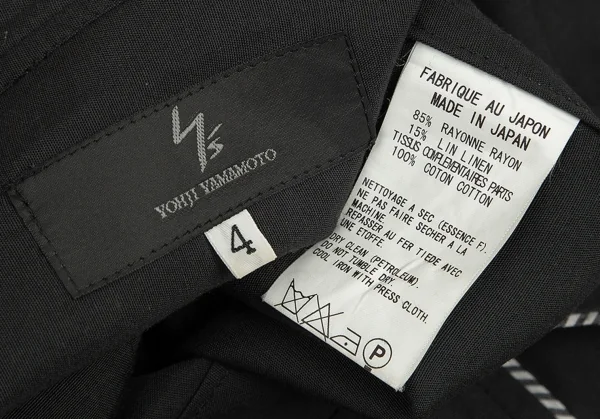 Y's
YOHJI YAMAMOTO
4
FABRIQUE AU JAPON
MADE IN JAPAN
85% RAYONNE RAYON
15% LIN LINEN
TISSUS COMPLEMENTAIRES PARTS
100% COTON COTTON
NETTOYAGE A SEC (ESSENCE F).
NE PAS FAIRE SECHER A LA
MACHINE.
REPASSER AU FER TIEDE AVEC
UNE ETOFFE.
DRY CLEAN (PETROLEUM).
DO NOT TUMBLE DRY.
COOL IRON WITH PRESS CLOTH.
P